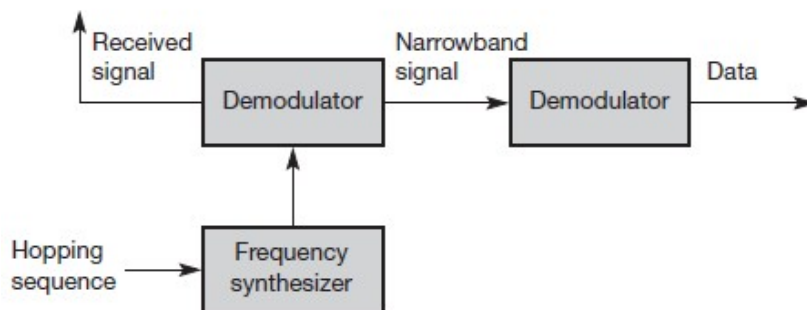 Received
signal
Narrowband
signal
Data
Demodulator
Demodulator
Hopping
sequence
Frequency
synthesizer